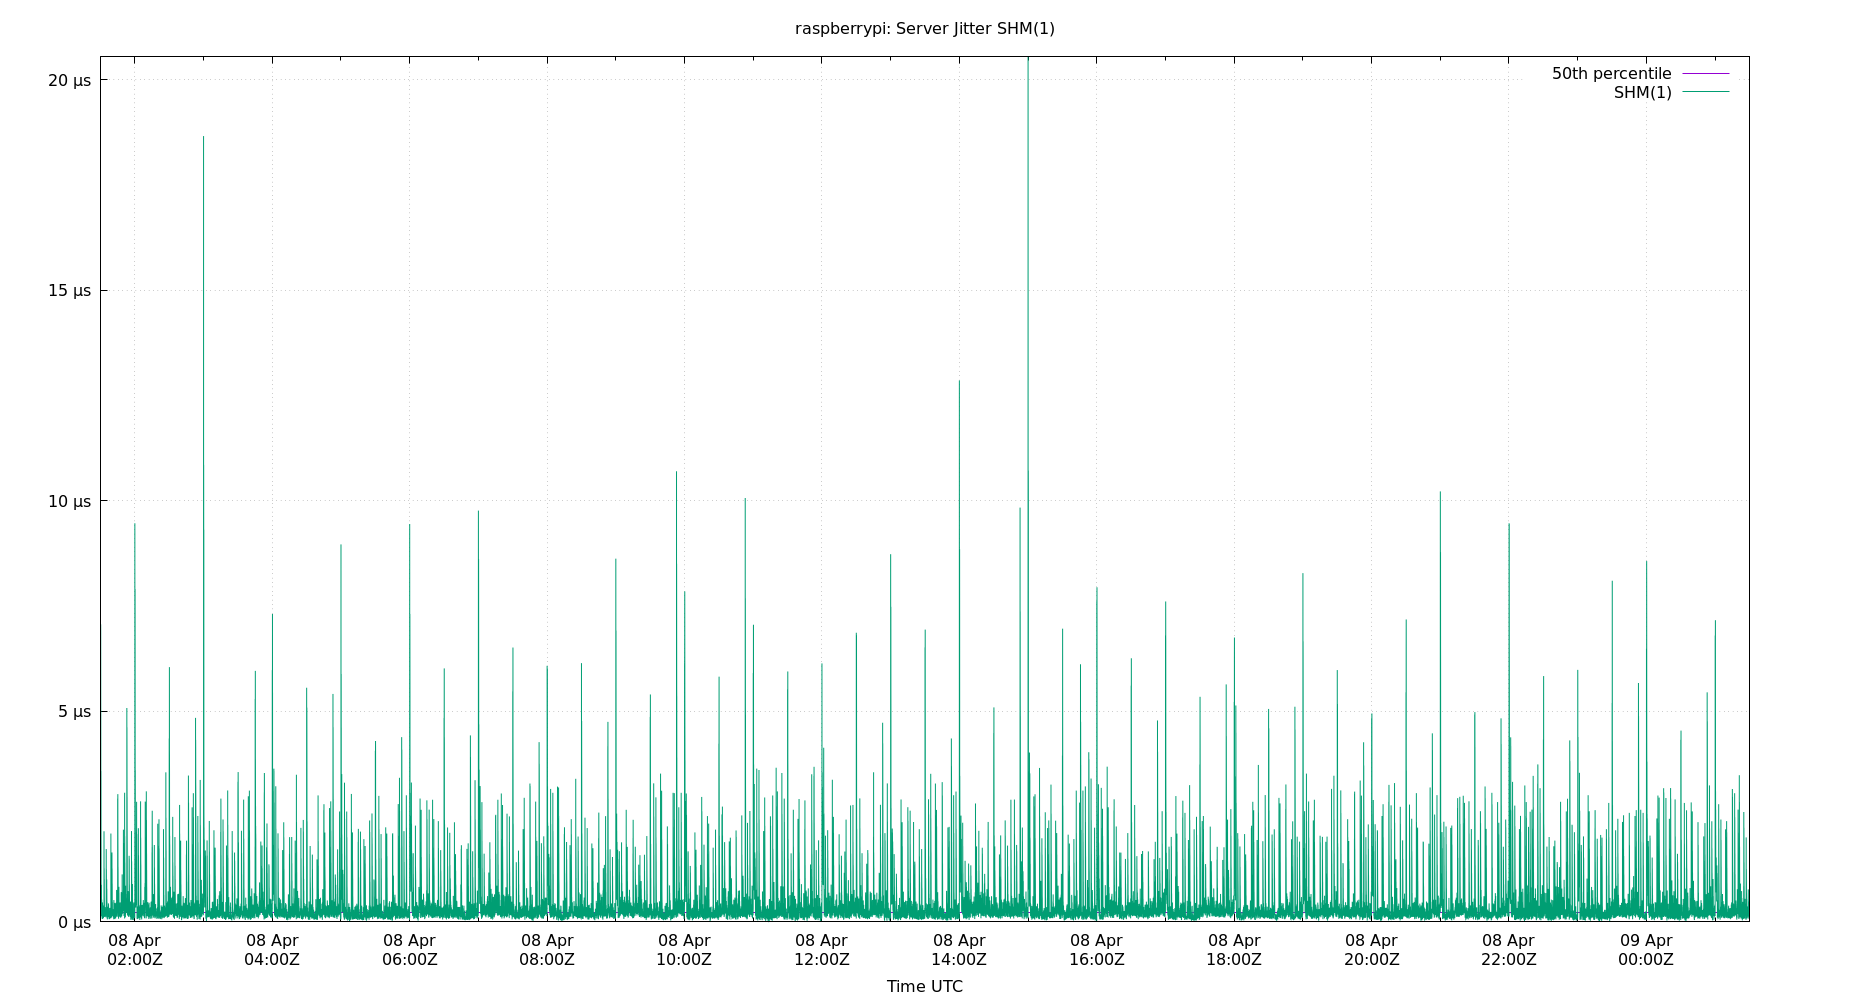 raspberrypi: Server Jitter SHM(1)
50th percentile
SHM(1)
20 µs
15 µs
10 µs
5 µs
0 µs
08 Apr 08 Apr 08 Apr 08 Apr 08 Apr 08 Apr 08 Apr 08 Apr 08 Apr 08 Apr 08 Apr 09 Apr
02:00Z 04:00Z 06:00Z 08:00Z 10:00Z 12:00Z 14:00Z 16:00Z 18:00Z 20:00Z 22:00Z 00:00Z
Time UTC